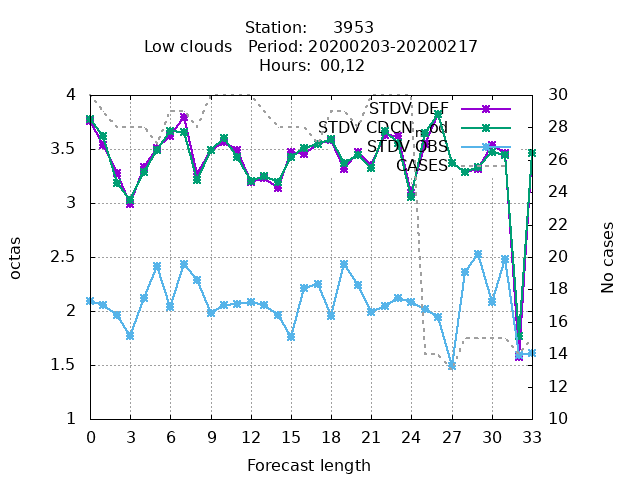 Station: 3953
Low clouds Period: 20200203-20200217
Hours: 00,12
STDV DEF
STDV CDCN nod
STDV OBS
CASES
4
3.5
3
2.5
2
1.5
1
30
28
26
24
22
20
18
16
14
12
10
octas
No cases
0 3 6 9 12 15 18 21 24 27 30 33
Forecast length